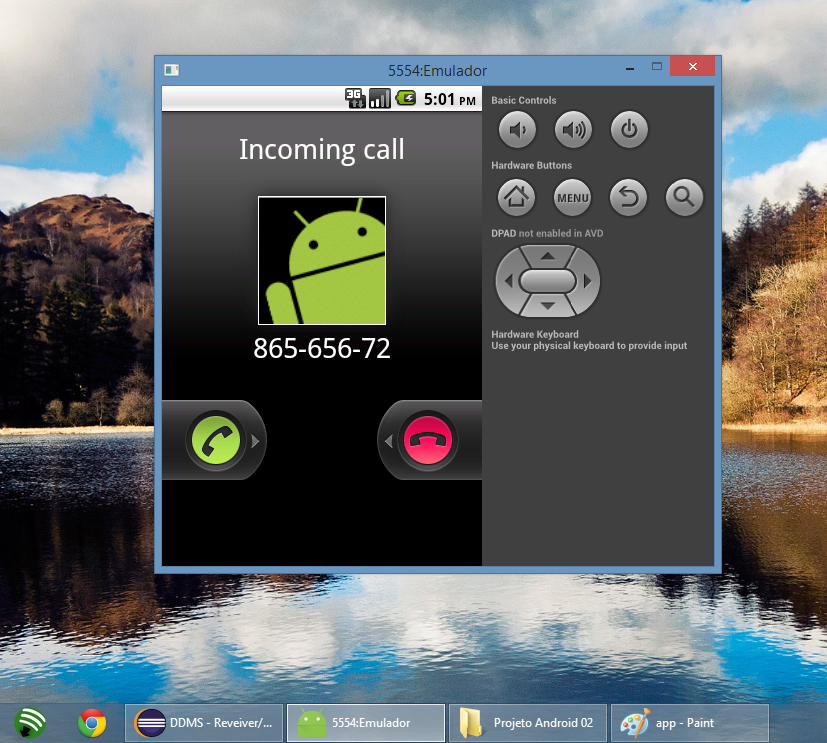 5554:Emulador
3G
5:01 PM
Incoming call
865-656-72
Basic Controls
Hardware Buttons
MENU
DPAD not enabled in AVD
Hardware Keyboard
Use your physical keyboard to provide input
DDMS - Reveiver/...
5554:Emulador
Projeto Android 02
app - Paint